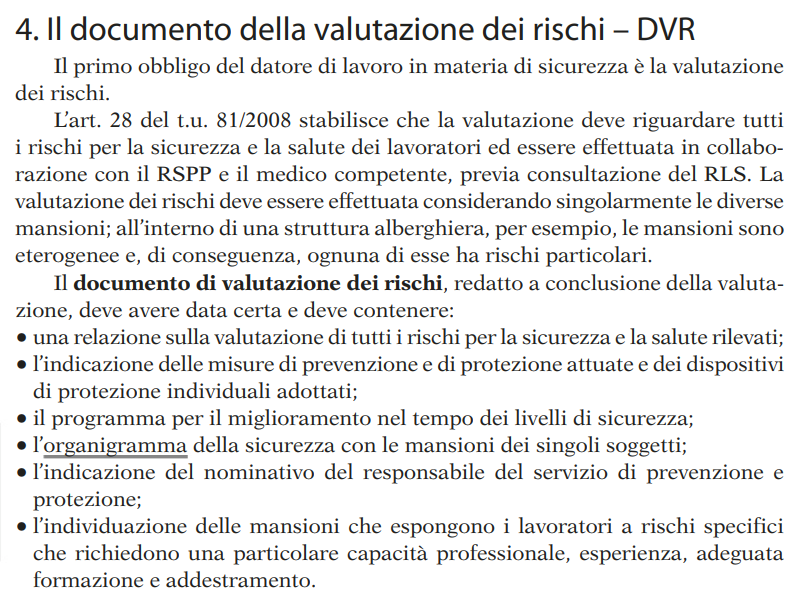 4. Il documento della valutazione dei rischi – DVR
Il primo obbligo del datore di lavoro in materia di sicurezza è la valutazione
dei rischi.
L’art. 28 del t.u. 81/2008 stabilisce che la valutazione deve riguardare tutti
i rischi per la sicurezza e la salute dei lavoratori ed essere effettuata in collabo-
razione con il RSPP e il medico competente, previa consultazione del RLS. La
valutazione dei rischi deve essere effettuata considerando singolarmente le diverse
mansioni; all’interno di una struttura alberghiera, per esempio, le mansioni sono
eterogenee e, di conseguenza, ognuna di esse ha rischi particolari.
Il documento di valutazione dei rischi, redatto a conclusione della valuta-
zione, deve avere data certa e deve contenere:
• una relazione sulla valutazione di tutti i rischi per la sicurezza e la salute rilevati;
• l’indicazione delle misure di prevenzione e di protezione attuate e dei dispositivi
di protezione individuali adottati;
• il programma per il miglioramento nel tempo dei livelli di sicurezza;
• l’organigramma della sicurezza con le mansioni dei singoli soggetti;
• l’indicazione del nominativo del responsabile del servizio di prevenzione e
protezione;
• l’individuazione delle mansioni che espongono i lavoratori a rischi specifici
che richiedono una particolare capacità professionale, esperienza, adeguata
formazione e addestramento.